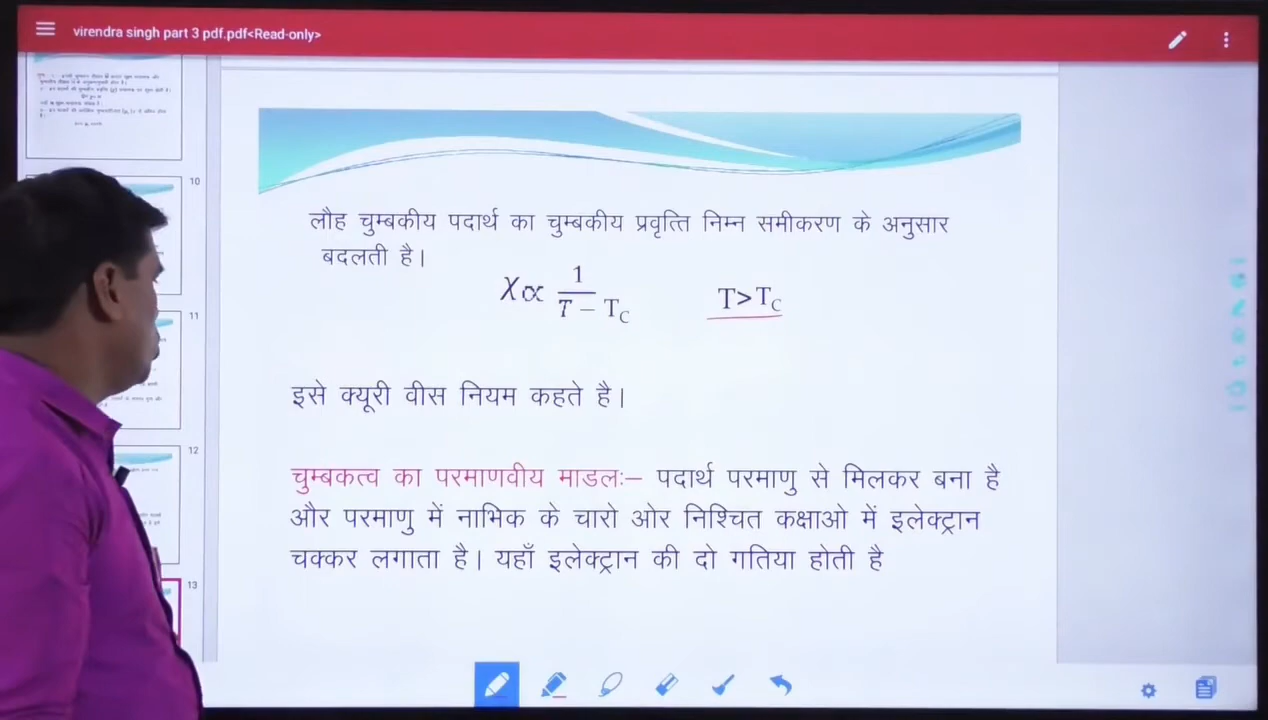 virendra singh part 3 pdf.pdf<Read-only>
10
11
12
13
लौह चुम्बकीय पदार्थ का चुम्बकीय प्रवृत्ति निम्न समीकरण के अनुसार
बदलती है।
χ∝ 1/(T − T_C) T>T_C
इसे क्यूरी वीस नियम कहते है।
चुम्बकत्व का परमाणवीय माडलः– पदार्थ परमाणु से मिलकर बना है
और परमाणु में नाभिक के चारो ओर निश्चित कक्षाओ में इलेक्ट्रान
चक्कर लगाता है। यहाँ इलेक्ट्रान की दो गतिया होती है